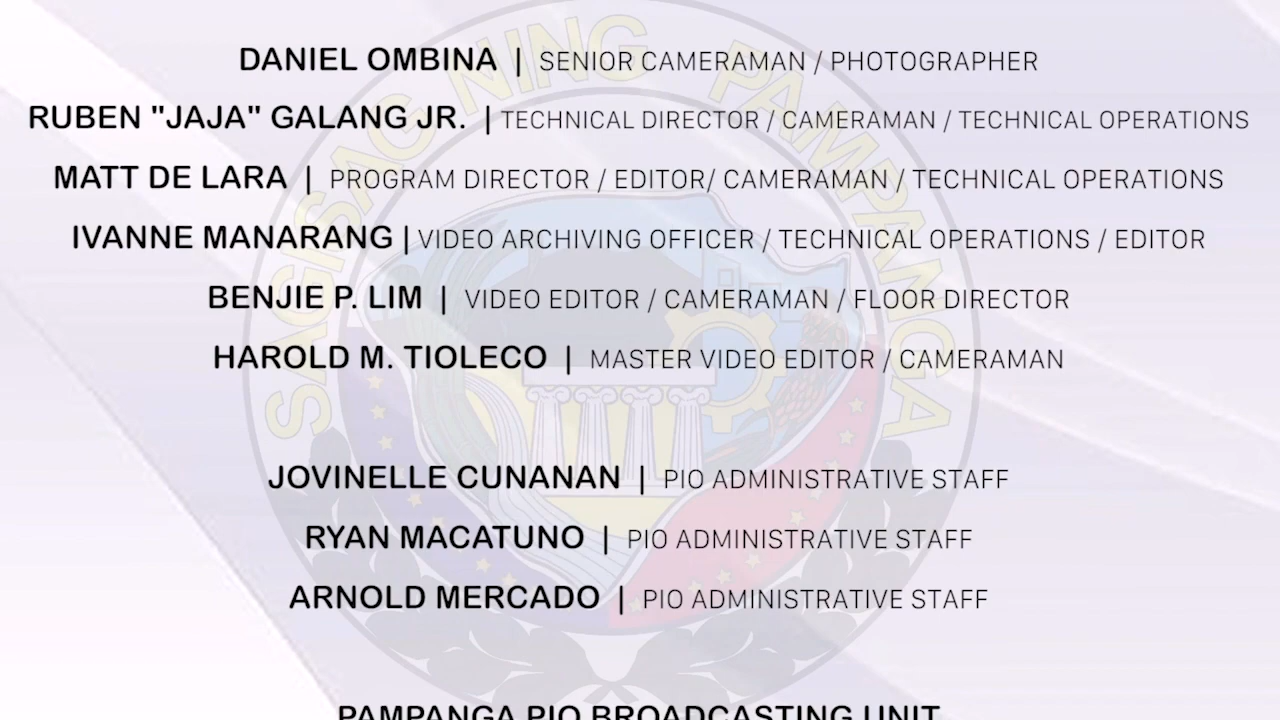 SAGISAG NING PAMPANGA
DANIEL OMBINA | SENIOR CAMERAMAN / PHOTOGRAPHER
RUBEN "JAJA" GALANG JR. | TECHNICAL DIRECTOR / CAMERAMAN / TECHNICAL OPERATIONS
MATT DE LARA | PROGRAM DIRECTOR / EDITOR/ CAMERAMAN / TECHNICAL OPERATIONS
IVANNE MANARANG | VIDEO ARCHIVING OFFICER / TECHNICAL OPERATIONS / EDITOR
BENJIE P. LIM | VIDEO EDITOR / CAMERAMAN / FLOOR DIRECTOR
HAROLD M. TIOLECO | MASTER VIDEO EDITOR / CAMERAMAN
JOVINELLE CUNANAN | PIO ADMINISTRATIVE STAFF
RYAN MACATUNO | PIO ADMINISTRATIVE STAFF
ARNOLD MERCADO | PIO ADMINISTRATIVE STAFF
PAMPANGA PIO BROADCASTING UNIT